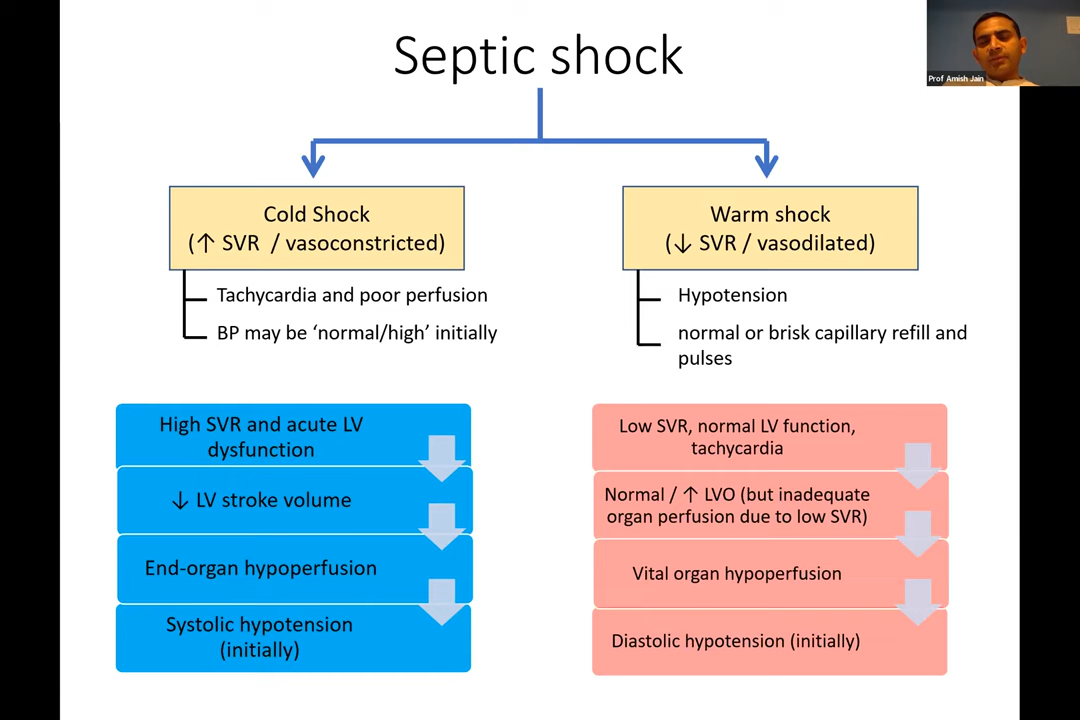 Septic shock
Prof Amish Jain
Cold Shock
(↑ SVR / vasoconstricted)
Tachycardia and poor perfusion
BP may be ‘normal/high’ initially
Warm shock
(↓ SVR / vasodilated)
Hypotension
normal or brisk capillary refill and
pulses
High SVR and acute LV
dysfunction
↓ LV stroke volume
End-organ hypoperfusion
Systolic hypotension
(initially)
Low SVR, normal LV function,
tachycardia
Normal / ↑ LVO (but inadequate
organ perfusion due to low SVR)
Vital organ hypoperfusion
Diastolic hypotension (initially)